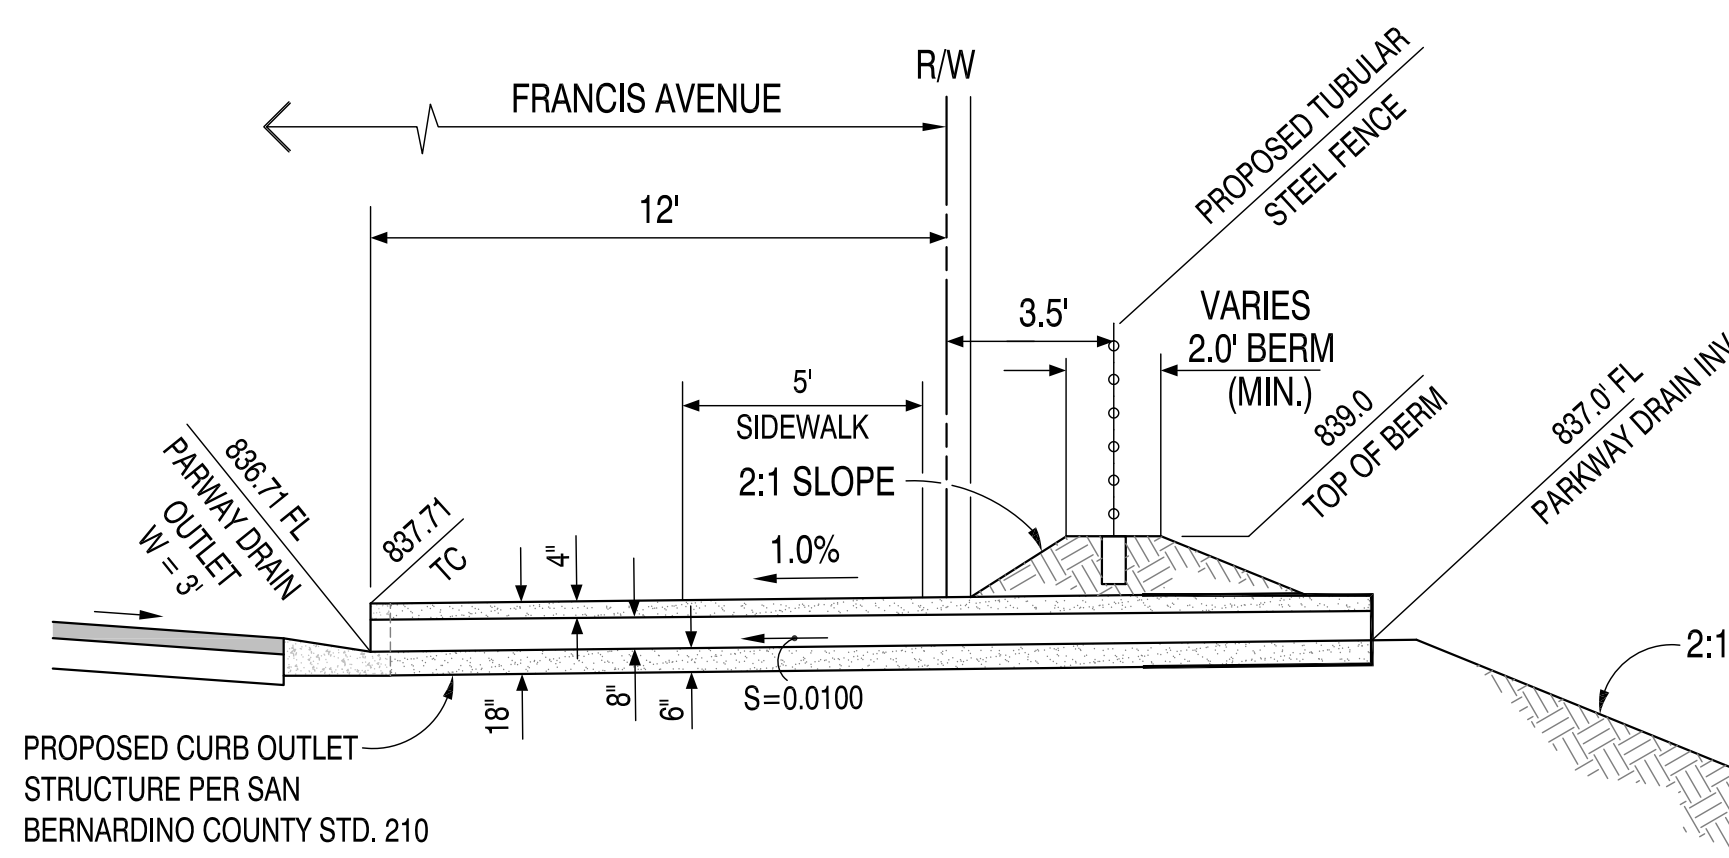 R/W
FRANCIS AVENUE
PROPOSED TUBULAR
STEEL FENCE
12'
3.5'
VARIES
2.0' BERM
(MIN.)
5'
SIDEWALK
2:1 SLOPE
839.0
TOP OF BERM
837.0' FL
PARKWAY DRAIN INV
836.71 FL
PARWAY DRAIN
OUTLET
W = 3'
837.71
TC
4"
1.0%
18"
8"
6"
S=0.0100
2:1
PROPOSED CURB OUTLET
STRUCTURE PER SAN
BERNARDINO COUNTY STD. 210